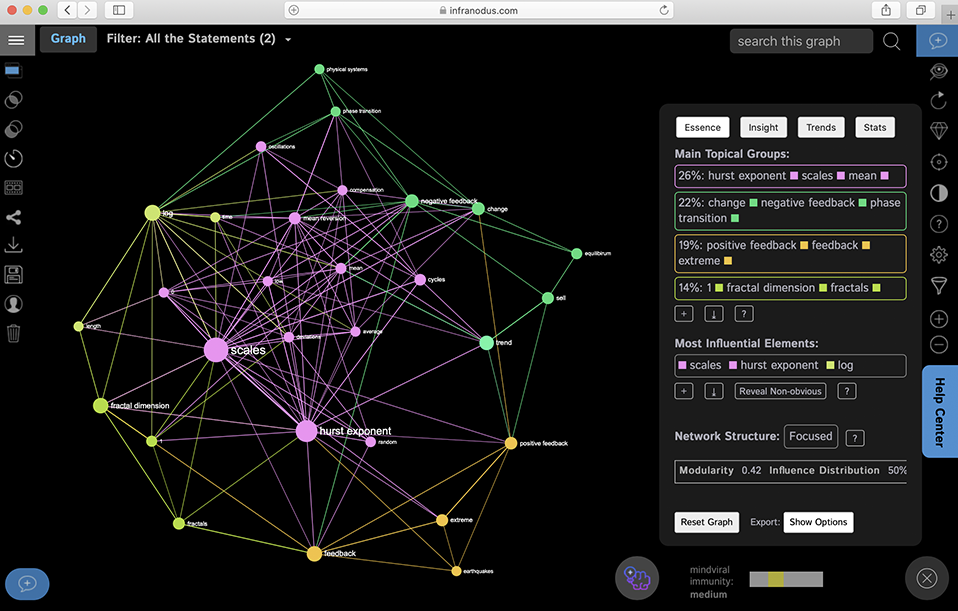 infranodus.com
Graph
Filter: All the Statements (2)
search this graph
physical systems
phase transition
oscillations
compensation
negative feedback
change
log
time
mean reversion
equilibrium
mean
cycles
low
sell
length
deviations
average
trend
scales
fractal dimension
hurst exponent
random
1
positive feedback
fractals
extreme
feedback
earthquakes
Essence
Insight
Trends
Stats
Main Topical Groups:
26%: hurst exponent scales mean
22%: change negative feedback phase
transition
19%: positive feedback feedback
extreme
14%: 1 fractal dimension fractals
+
?
Most Influential Elements:
scales hurst exponent log
+
Reveal Non-obvious
?
Network Structure: Focused ?
Modularity 0.42 Influence Distribution 50%
Reset Graph
Export:
Show Options
Help Center
mindviral
immunity:
medium